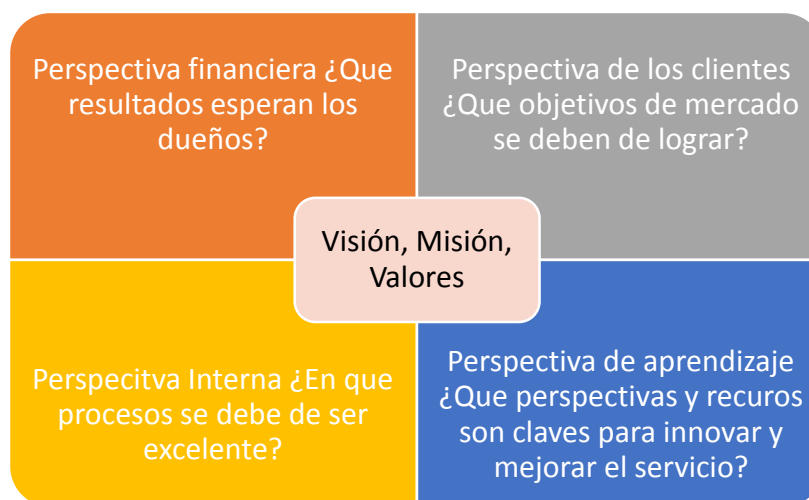 Perspectiva financiera ¿Que
resultados esperan los
dueños?
Perspectiva de los clientes
¿Que objetivos de mercado
se deben de lograr?
Visión, Misión,
Valores
Perspecitva Interna ¿En que
procesos se debe de ser
excelente?
Perspectiva de aprendizaje
¿Que perspectivas y recuros
son claves para innovar y
mejorar el servicio?